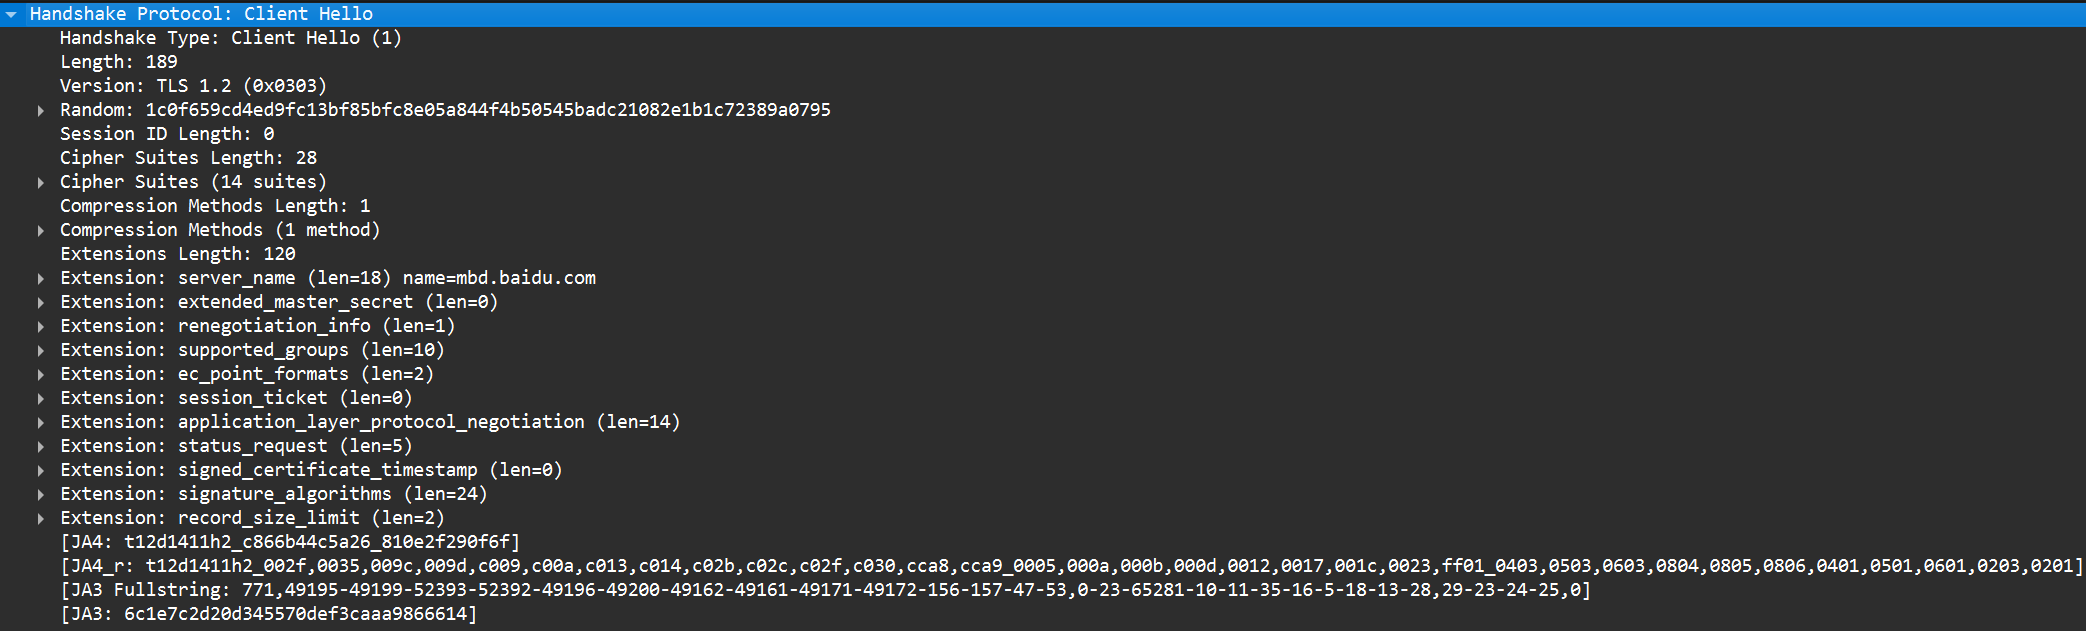 Handshake Protocol: Client Hello
Handshake Type: Client Hello (1)
Length: 189
Version: TLS 1.2 (0x0303)
Random: 1c0f659cd4ed9fc13bf85bfc8e05a844f4b50545badc21082e1b1c72389a0795
Session ID Length: 0
Cipher Suites Length: 28
Cipher Suites (14 suites)
Compression Methods Length: 1
Compression Methods (1 method)
Extensions Length: 120
Extension: server_name (len=18) name=mbd.baidu.com
Extension: extended_master_secret (len=0)
Extension: renegotiation_info (len=1)
Extension: supported_groups (len=10)
Extension: ec_point_formats (len=2)
Extension: session_ticket (len=0)
Extension: application_layer_protocol_negotiation (len=14)
Extension: status_request (len=5)
Extension: signed_certificate_timestamp (len=0)
Extension: signature_algorithms (len=24)
Extension: record_size_limit (len=2)
[JA4: t12d1411h2_c866b44c5a26_810e2f290f6f]
[JA4_r: t12d1411h2_002f,0035,009c,009d,c009,c00a,c013,c014,c02b,c02c,c02f,c030,cca8,cca9_0005,000a,000b,000d,0012,0017,001c,0023,ff01_0403,0503,0603,0804,0805,0806,0401,0501,0601,0203,0201]
[JA3 Fullstring: 771,49195-49199-52393-52392-49196-49200-49162-49161-49171-49172-156-157-47-53,0-23-65281-10-11-35-16-5-18-13-28,29-23-24-25,0]
[JA3: 6c1e7c2d20d345570def3caaa9866614]